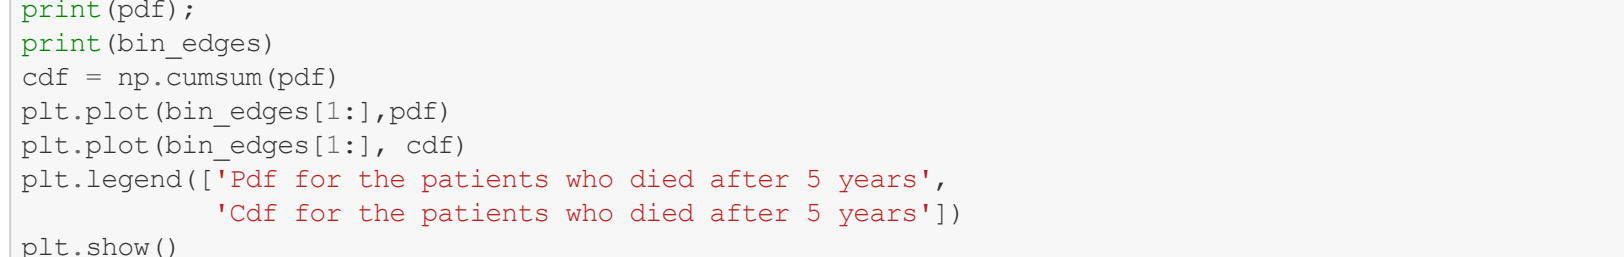 print(pdf);
print(bin_edges)
cdf = np.cumsum(pdf)
plt.plot(bin_edges[1:],pdf)
plt.plot(bin_edges[1:], cdf)
plt.legend(['Pdf for the patients who died after 5 years',
            'Cdf for the patients who died after 5 years'])
plt.show()